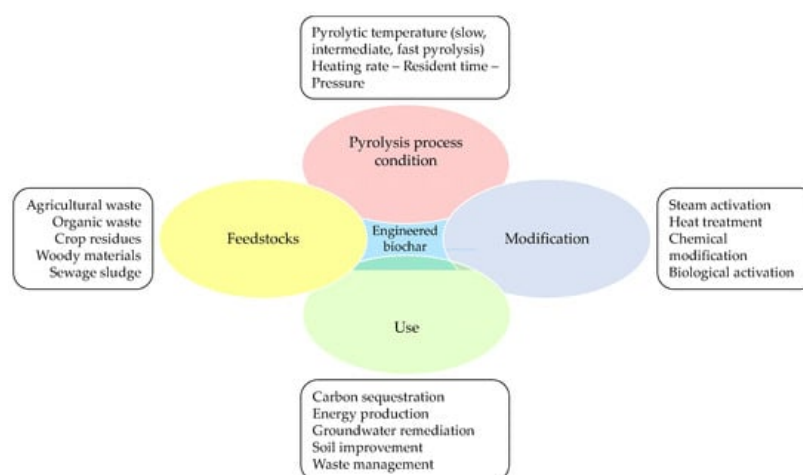 Pyrolytic temperature (slow,
intermediate, fast pyrolysis)
Heating rate – Resident time –
Pressure
Pyrolysis process
condition
Agricultural waste
Organic waste
Crop residues
Woody materials
Sewage sludge
Feedstocks
Engineered
biochar
Modification
Steam activation
Heat treatment
Chemical
modification
Biological activation
Use
Carbon sequestration
Energy production
Groundwater remediation
Soil improvement
Waste management